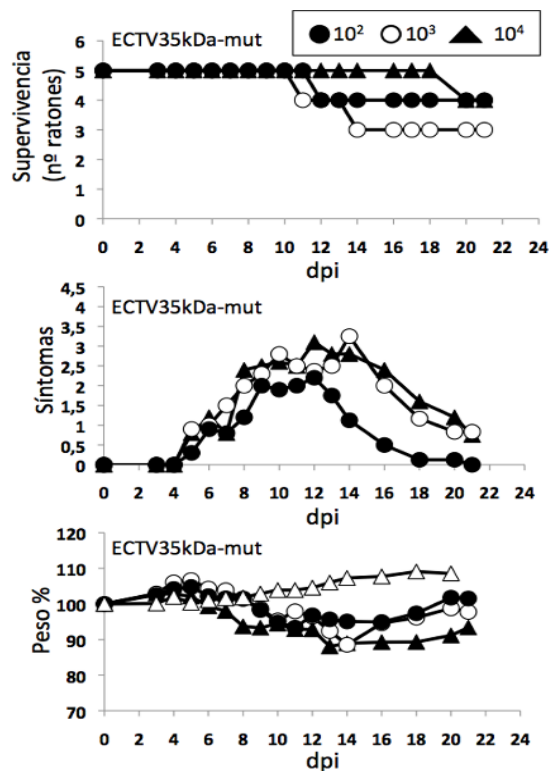 ECTV35kDa-mut
10² 10³ 10⁴
Supervivencia
(nº ratones)
6
5
4
3
2
1
0
0 2 4 6 8 10 12 14 16 18 20 22 24
dpi
ECTV35kDa-mut
Síntomas
4,5
4
3,5
3
2,5
2
1,5
1
0,5
0
0 2 4 6 8 10 12 14 16 18 20 22 24
dpi
ECTV35kDa-mut
Peso %
120
110
100
90
80
70
0 2 4 6 8 10 12 14 16 18 20 22 24
dpi